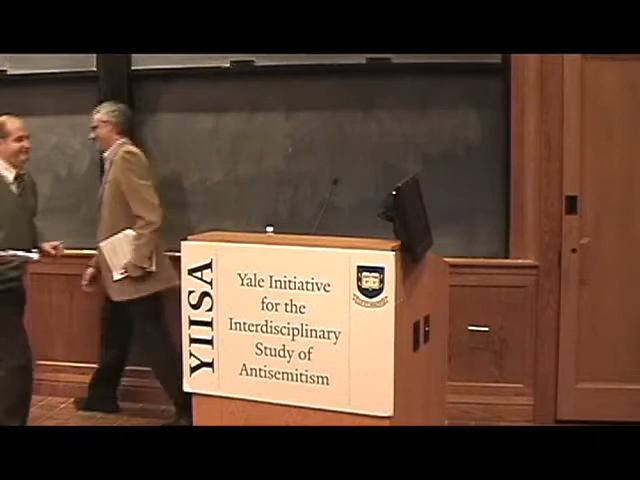 YIISA
Yale Initiative
for the
Interdisciplinary
Study of
Antisemitism